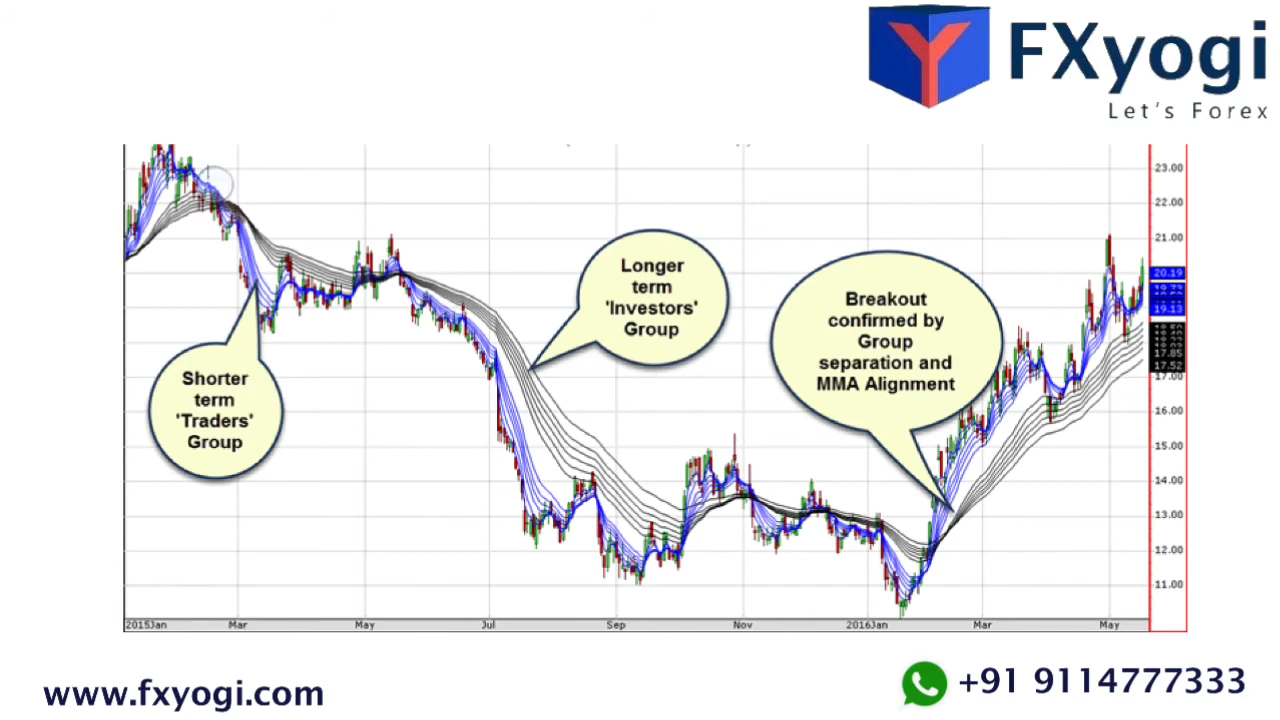 FXyogi
Let's Forex
23.00
22.00
21.00
20.19
19.13
17.85
17.52
17.00
16.00
15.00
14.00
13.00
12.00
11.00
Shorter
term
'Traders'
Group
Longer
term
'Investors'
Group
Breakout
confirmed by
Group
separation and
MMA Alignment
2015Jan Mar May Jul Sep Nov 2016Jan Mar May
www.fxyogi.com
+91 9114777333